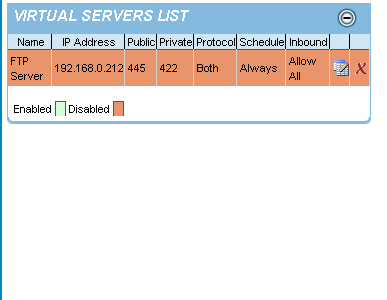 VIRTUAL SERVERS LIST
Name IP Address Public Private Protocol Schedule Inbound
FTP Server 192.168.0.212 445 422 Both Always Allow All
Enabled Disabled